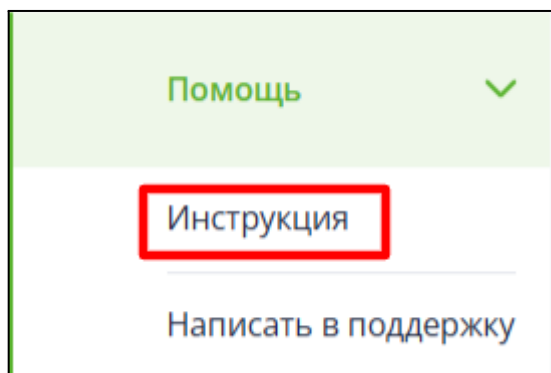 Помощь
Инструкция
Написать в поддержку